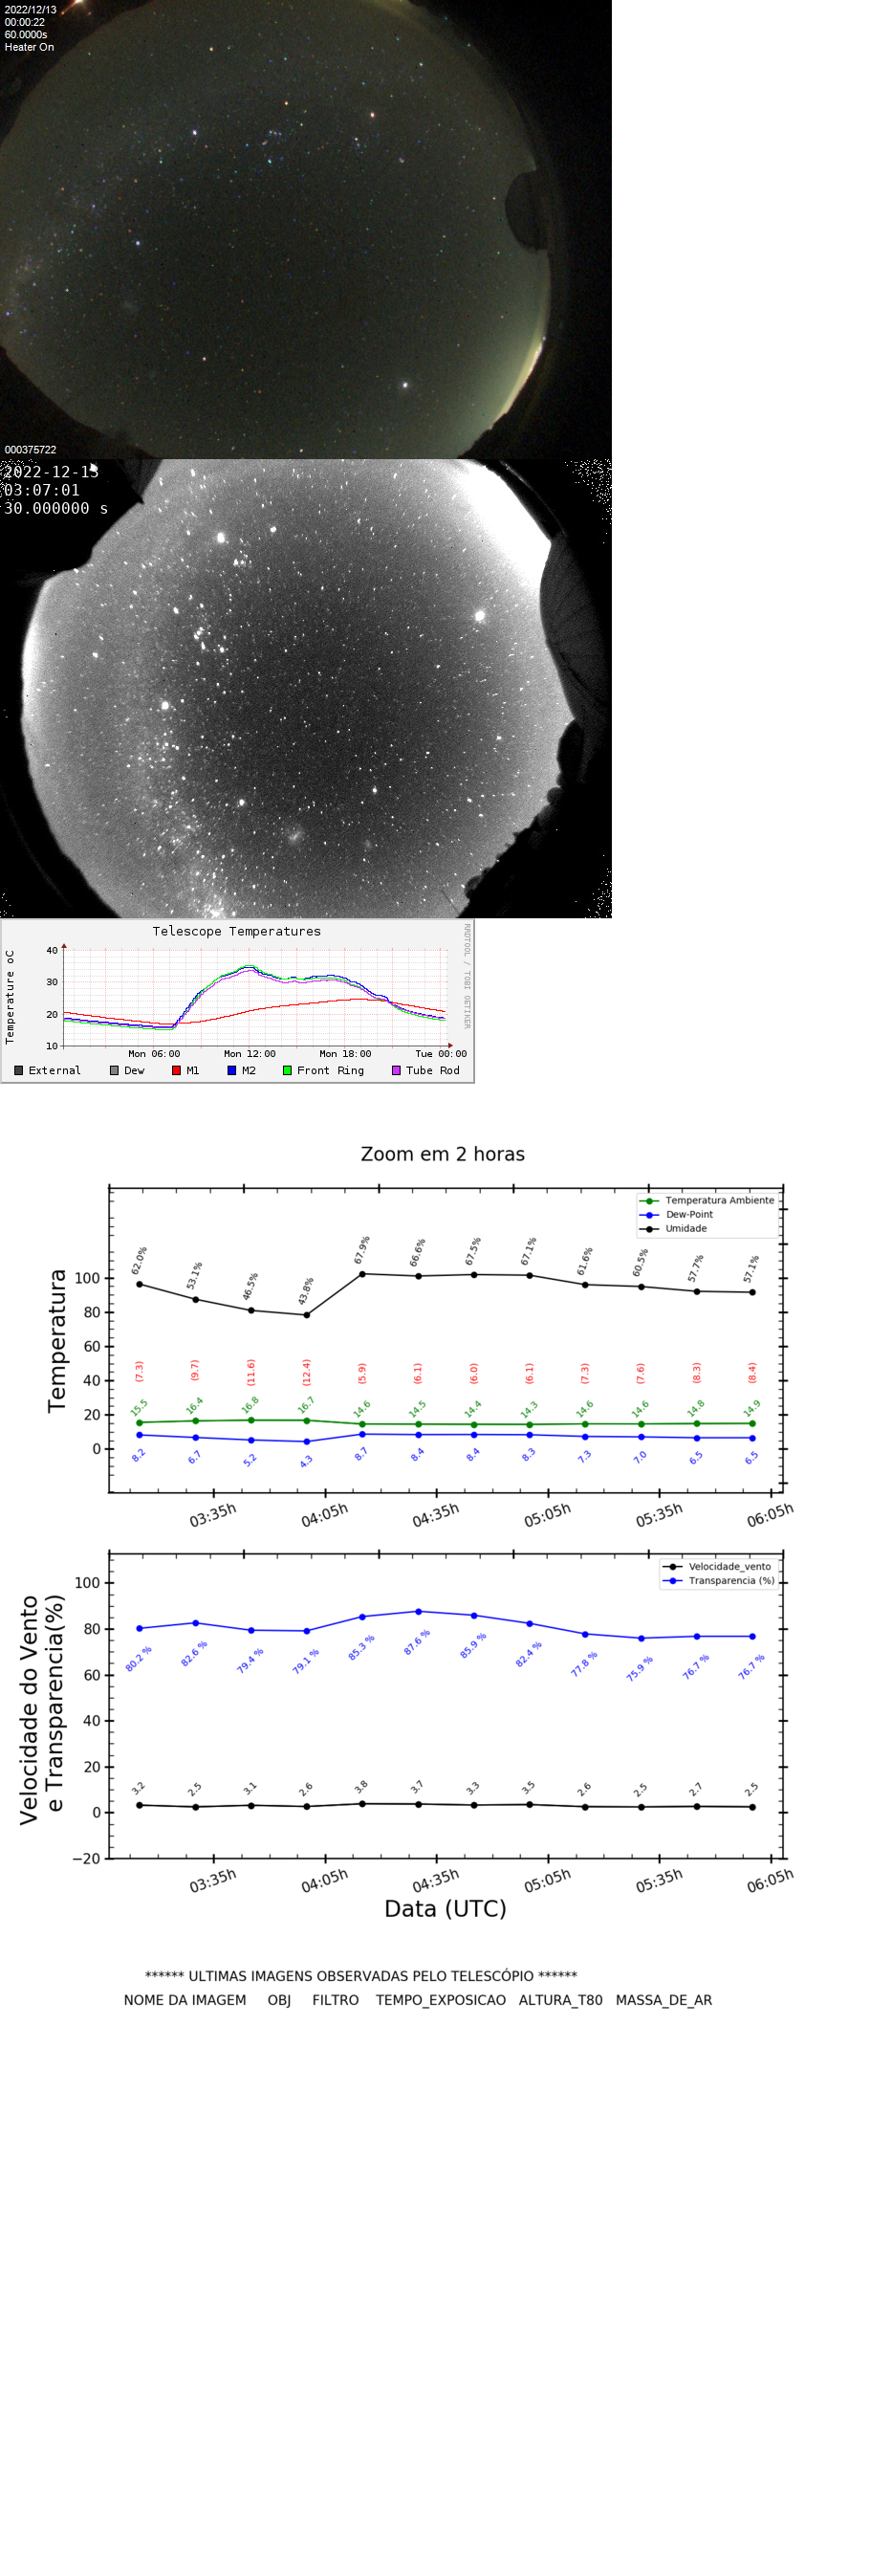 2022/12/13
00:00:22
60.0000s
Heater On
000375722
2022-12-13
03:07:01
30.000000 s
Telescope Temperatures
Temperature oC
40
30
20
10
Mon 06:00 Mon 12:00 Mon 18:00 Tue 00:00
External Dew M1 M2 Front Ring Tube Rod
RRDTOOL / TOBI OETIKER
Zoom em 2 horas
Temperatura Ambiente
Dew-Point
Umidade
Temperatura
100
80
60
40
20
0
62.0% 53.1% 46.5% 43.8% 67.9% 66.6% 67.5% 67.1% 61.6% 60.5% 57.7% 57.1%
(7.3) (9.7) (11.6) (12.4) (5.9) (6.1) (6.0) (6.1) (7.3) (7.6) (8.3) (8.4)
15.5 16.4 16.8 16.7 14.6 14.5 14.4 14.3 14.6 14.6 14.8 14.9
8.2 6.7 5.2 4.3 8.7 8.4 8.4 8.3 7.3 7.0 6.5 6.5
03:35h 04:05h 04:35h 05:05h 05:35h 06:05h
Velocidade_vento
Transparencia (%)
Velocidade do Vento
e Transparencia(%)
100
80
60
40
20
0
−20
80.2 % 82.6 % 79.4 % 79.1 % 85.3 % 87.6 % 85.9 % 82.4 % 77.8 % 75.9 % 76.7 % 76.7 %
3.2 2.5 3.1 2.6 3.8 3.7 3.3 3.5 2.6 2.5 2.7 2.5
03:35h 04:05h 04:35h 05:05h 05:35h 06:05h
Data (UTC)
****** ULTIMAS IMAGENS OBSERVADAS PELO TELESCÓPIO ******
NOME DA IMAGEM OBJ FILTRO TEMPO_EXPOSICAO ALTURA_T80 MASSA_DE_AR